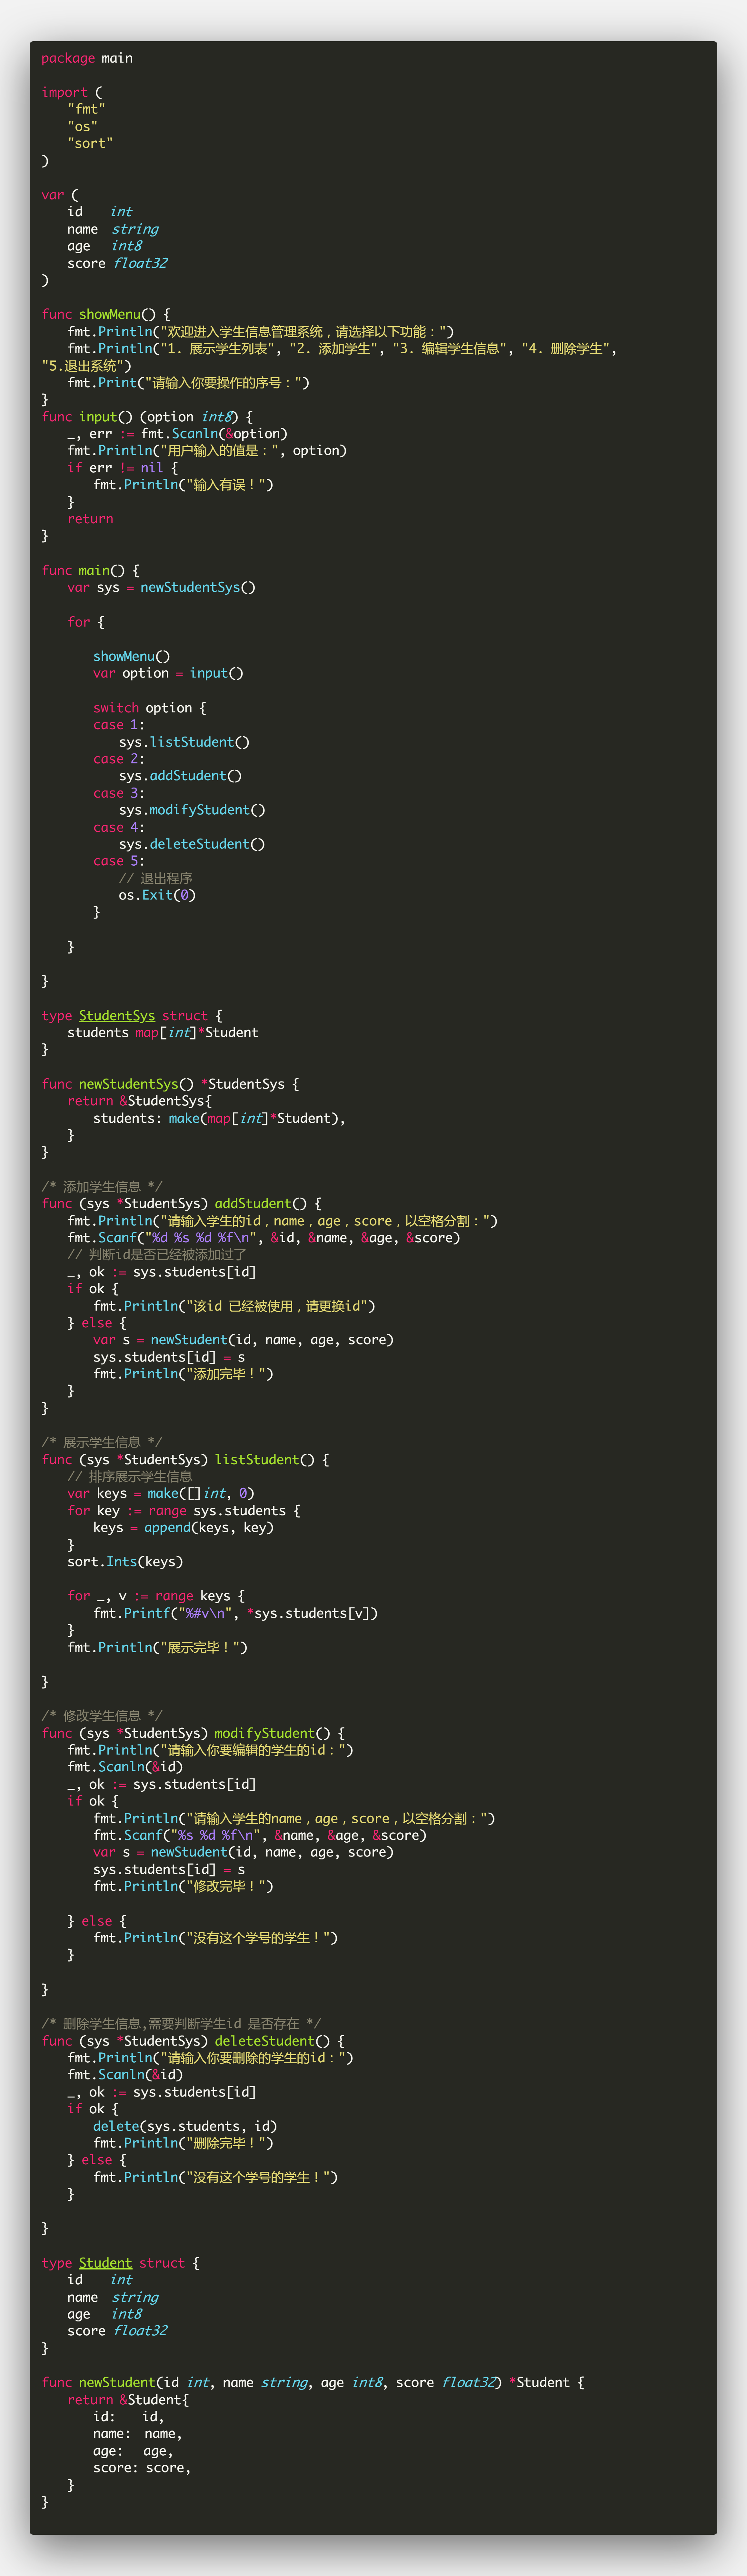 package main

import (
    "fmt"
    "os"
    "sort"
)

var (
    id    int
    name  string
    age   int8
    score float32
)

func showMenu() {
    fmt.Println("欢迎进入学生信息管理系统，请选择以下功能：")
    fmt.Println("1. 展示学生列表", "2. 添加学生", "3. 编辑学生信息", "4. 删除学生",
"5.退出系统")
    fmt.Print("请输入你要操作的序号：")
}
func input() (option int8) {
    _, err := fmt.Scanln(&option)
    fmt.Println("用户输入的值是：", option)
    if err != nil {
        fmt.Println("输入有误！")
    }
    return
}

func main() {
    var sys = newStudentSys()

    for {

        showMenu()
        var option = input()

        switch option {
        case 1:
            sys.listStudent()
        case 2:
            sys.addStudent()
        case 3:
            sys.modifyStudent()
        case 4:
            sys.deleteStudent()
        case 5:
            // 退出程序
            os.Exit(0)
        }

    }

}

type StudentSys struct {
    students map[int]*Student
}

func newStudentSys() *StudentSys {
    return &StudentSys{
        students: make(map[int]*Student),
    }
}

/* 添加学生信息 */
func (sys *StudentSys) addStudent() {
    fmt.Println("请输入学生的id，name，age，score，以空格分割：")
    fmt.Scanf("%d %s %d %f\n", &id, &name, &age, &score)
    // 判断id是否已经被添加过了
    _, ok := sys.students[id]
    if ok {
        fmt.Println("该id 已经被使用，请更换id")
    } else {
        var s = newStudent(id, name, age, score)
        sys.students[id] = s
        fmt.Println("添加完毕！")
    }
}

/* 展示学生信息 */
func (sys *StudentSys) listStudent() {
    // 排序展示学生信息
    var keys = make([]int, 0)
    for key := range sys.students {
        keys = append(keys, key)
    }
    sort.Ints(keys)

    for _, v := range keys {
        fmt.Printf("%#v\n", *sys.students[v])
    }
    fmt.Println("展示完毕！")

}

/* 修改学生信息 */
func (sys *StudentSys) modifyStudent() {
    fmt.Println("请输入你要编辑的学生的id：")
    fmt.Scanln(&id)
    _, ok := sys.students[id]
    if ok {
        fmt.Println("请输入学生的name，age，score，以空格分割：")
        fmt.Scanf("%s %d %f\n", &name, &age, &score)
        var s = newStudent(id, name, age, score)
        sys.students[id] = s
        fmt.Println("修改完毕！")

    } else {
        fmt.Println("没有这个学号的学生！")
    }

}

/* 删除学生信息,需要判断学生id 是否存在 */
func (sys *StudentSys) deleteStudent() {
    fmt.Println("请输入你要删除的学生的id：")
    fmt.Scanln(&id)
    _, ok := sys.students[id]
    if ok {
        delete(sys.students, id)
        fmt.Println("删除完毕！")
    } else {
        fmt.Println("没有这个学号的学生！")
    }

}

type Student struct {
    id    int
    name  string
    age   int8
    score float32
}

func newStudent(id int, name string, age int8, score float32) *Student {
    return &Student{
        id:    id,
        name:  name,
        age:   age,
        score: score,
    }
}